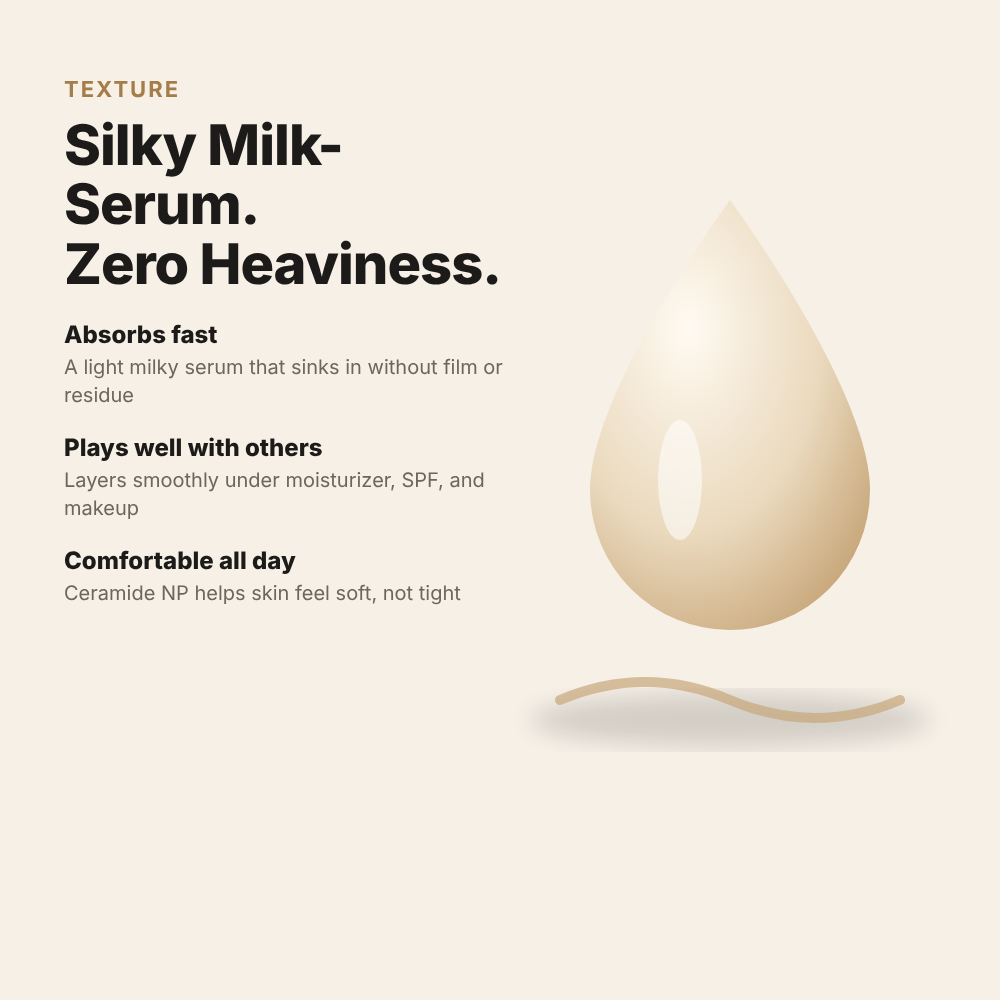 TEXTURE
Silky Milk-
Serum.
Zero Heaviness.
Absorbs fast
A light milky serum that sinks in without film or
residue
Plays well with others
Layers smoothly under moisturizer, SPF, and
makeup
Comfortable all day
Ceramide NP helps skin feel soft, not tight